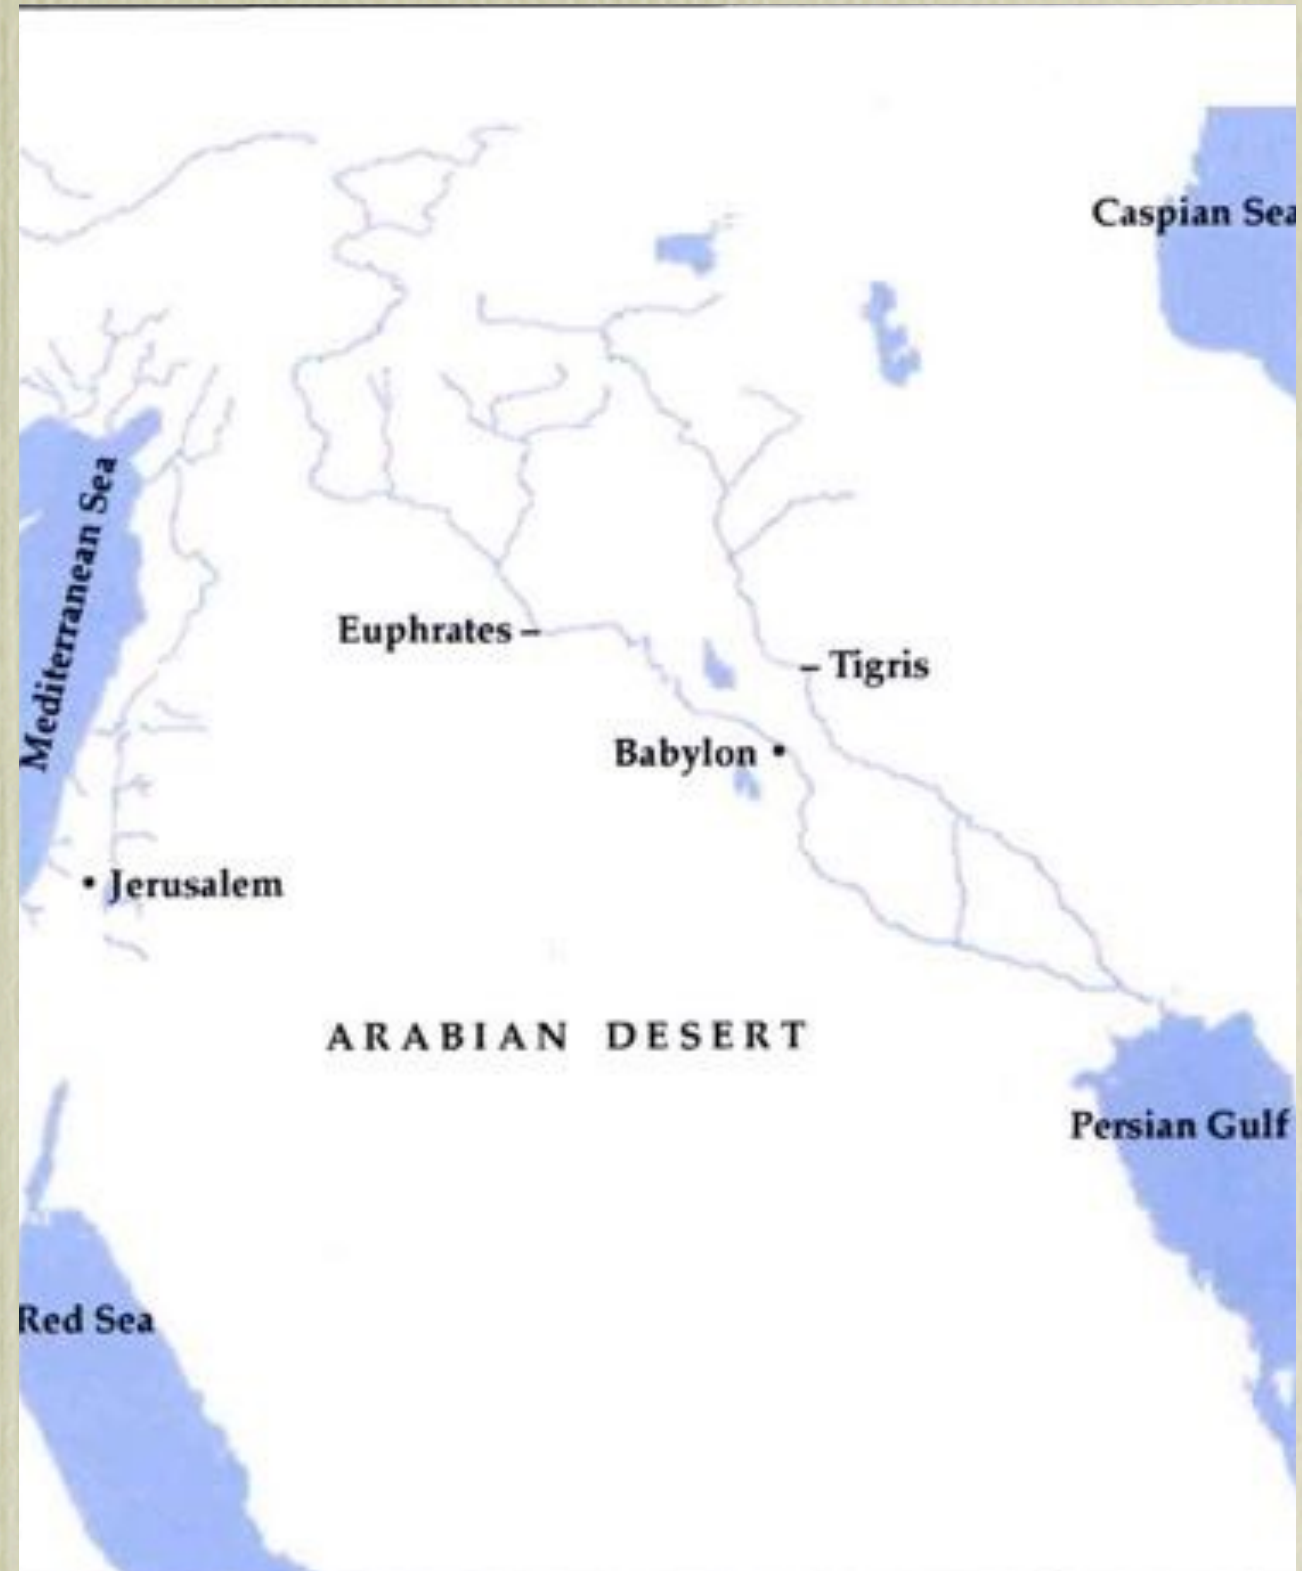 Caspian Sea
Mediterranean Sea
Euphrates
Tigris
Babylon
Jerusalem
ARABIAN DESERT
Persian Gulf
Red Sea